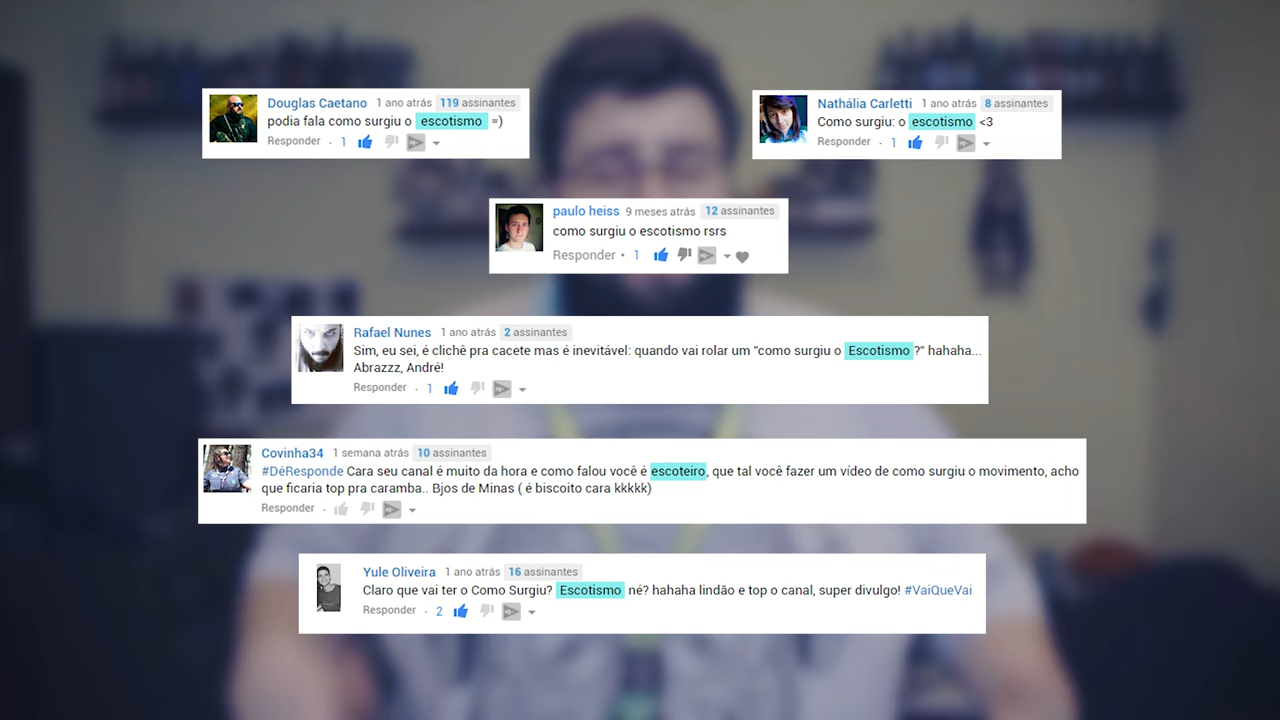 Douglas Caetano 1 ano atrás 119 assinantes
podia fala como surgiu o escotismo =)
Responder · 1
Nathália Carletti 1 ano atrás 8 assinantes
Como surgiu: o escotismo <3
Responder · 1
paulo heiss 9 meses atrás 12 assinantes
como surgiu o escotismo rsrs
Responder • 1
Rafael Nunes 1 ano atrás 2 assinantes
Sim, eu sei, é clichê pra cacete mas é inevitável: quando vai rolar um "como surgiu o Escotismo ?" hahaha...
Abrazzz, André!
Responder · 1
Covinha34 1 semana atrás 10 assinantes
#DéResponde Cara seu canal é muito da hora e como falou você é escoteiro, que tal você fazer um vídeo de como surgiu o movimento, acho
que ficaria top pra caramba.. Bjos de Minas ( é biscoito cara kkkkk)
Responder ·
Yule Oliveira 1 ano atrás 16 assinantes
Claro que vai ter o Como Surgiu? Escotismo né? hahaha lindão e top o canal, super divulgo! #VaiQueVai
Responder · 2